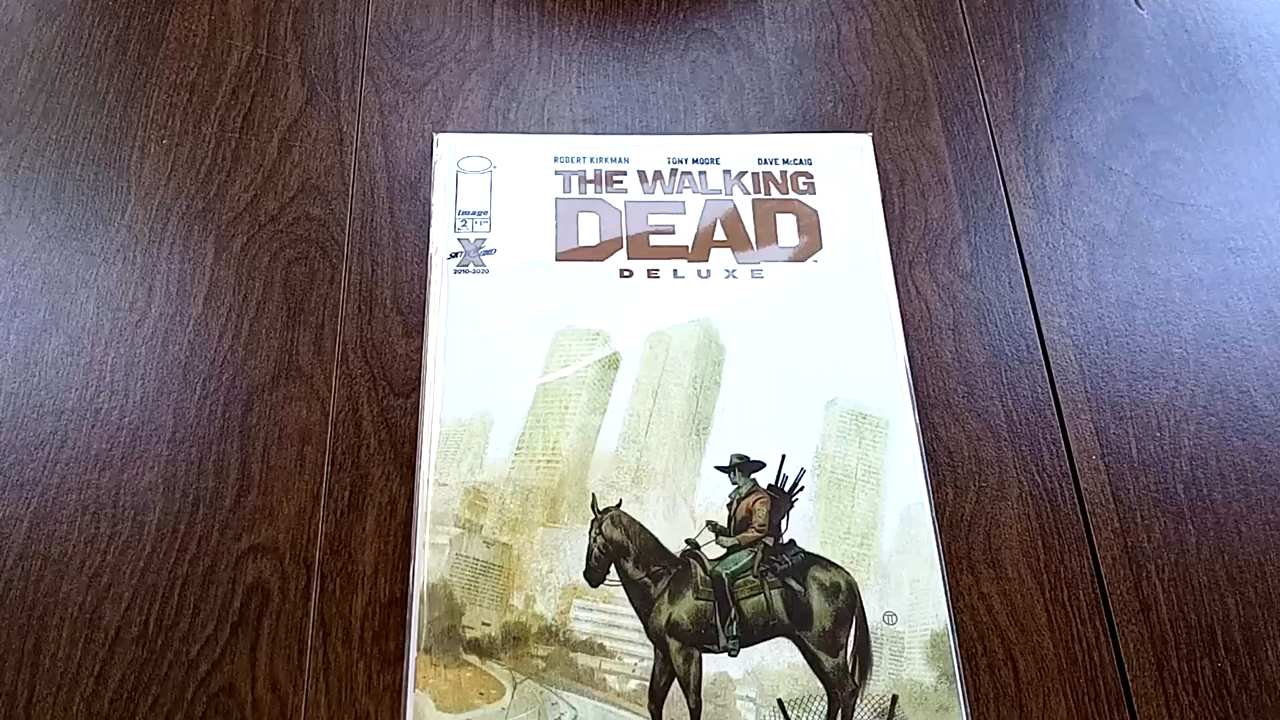 ROBERT KIRKMAN TONY MOORE DAVE McCAIG
THE WALKING
DEAD
DELUXE
image
2
X
2010-2020